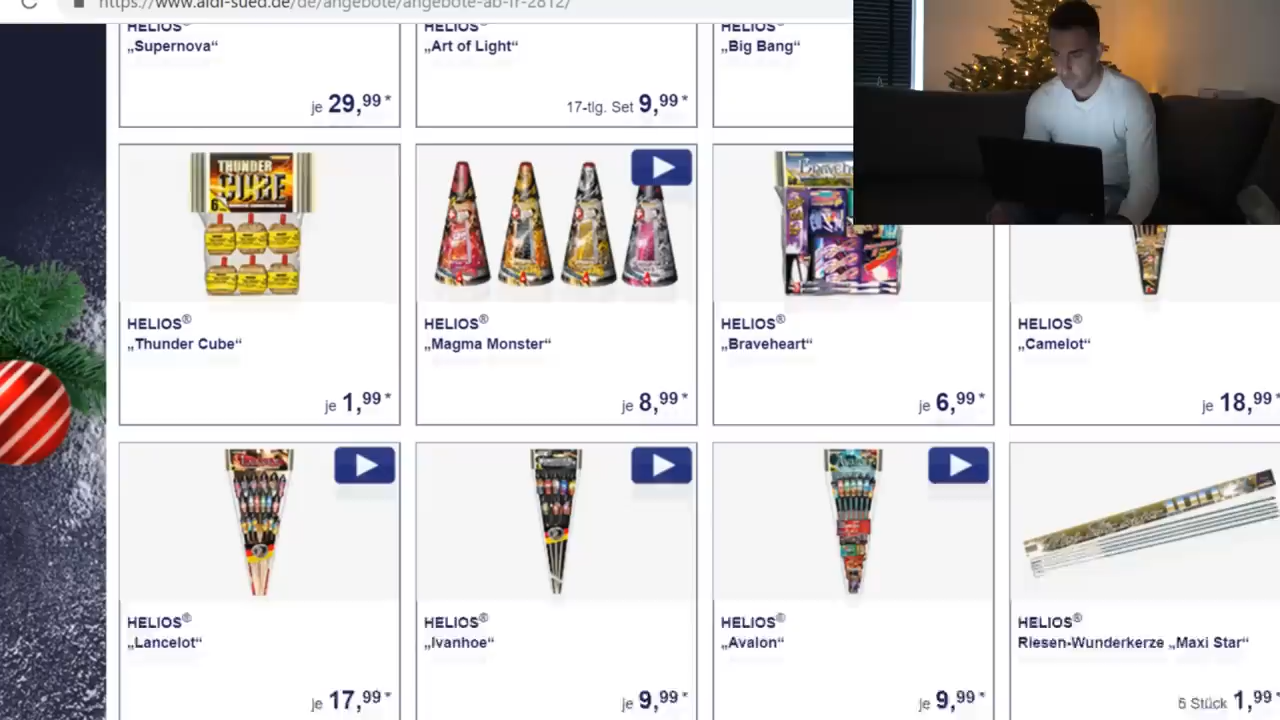 https://www.aldi-sued.de/de/angebote/angebote-ab-fr-2812/
HELIOS
„Supernova“
je 29,99*
HELIOS
„Art of Light“
17-tlg. Set 9,99*
HELIOS
„Big Bang“
THUNDER
CUBE
6
HELIOS®
„Thunder Cube“
je 1,99*
HELIOS®
„Magma Monster“
je 8,99*
HELIOS®
„Braveheart“
je 6,99*
HELIOS®
„Camelot“
je 18,99*
HELIOS®
„Lancelot“
je 17,99*
HELIOS®
„Ivanhoe“
je 9,99*
HELIOS®
„Avalon“
je 9,99*
HELIOS®
Riesen-Wunderkerze „Maxi Star“
5 Stück 1,99